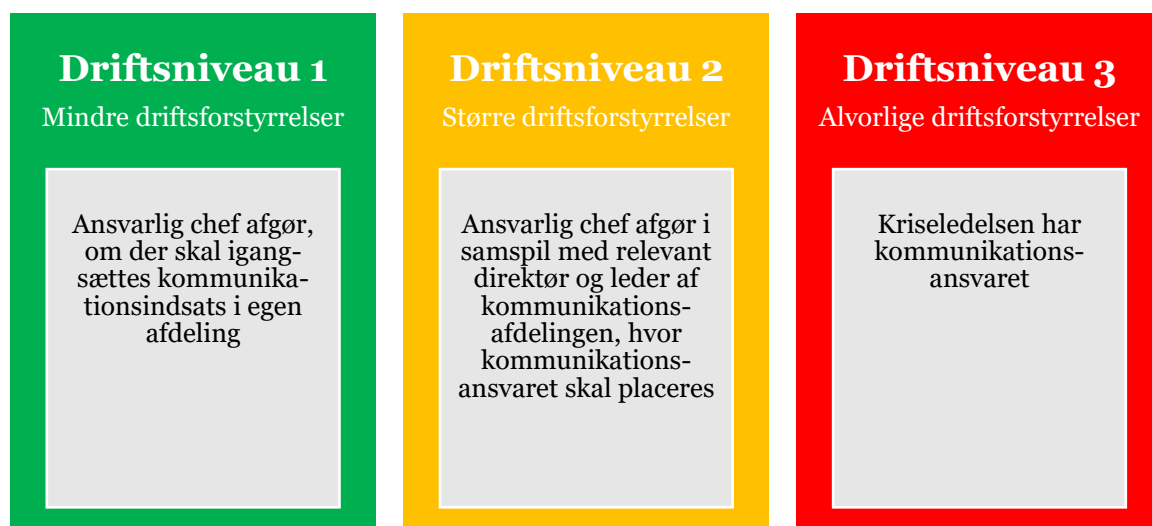 Driftsniveau 1
Mindre driftsforstyrrelser
Ansvarlig chef afgør,
om der skal igang-
sættes kommunika-
tionsindsats i egen
afdeling
Driftsniveau 2
Større driftsforstyrrelser
Ansvarlig chef afgør i
samspil med relevant
direktør og leder af
kommunikations-
afdelingen, hvor
kommunikations-
ansvaret skal placeres
Driftsniveau 3
Alvorlige driftsforstyrrelser
Kriseledelsen har
kommunikations-
ansvaret